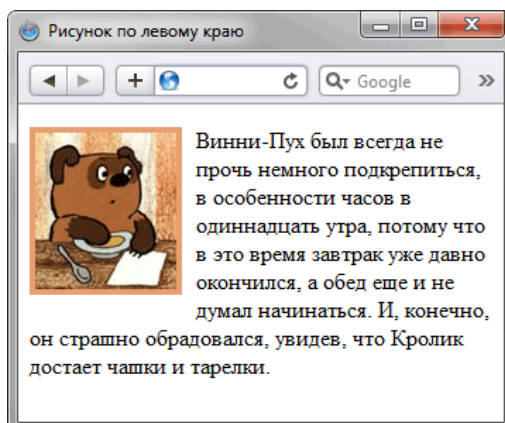 Рисунок по левому краю
Google
Винни-Пух был всегда не
прочь немного подкрепиться,
в особенности часов в
одиннадцать утра, потому что
в это время завтрак уже давно
окончился, а обед еще и не
думал начинаться. И, конечно,
он страшно обрадовался, увидев, что Кролик
достает чашки и тарелки.